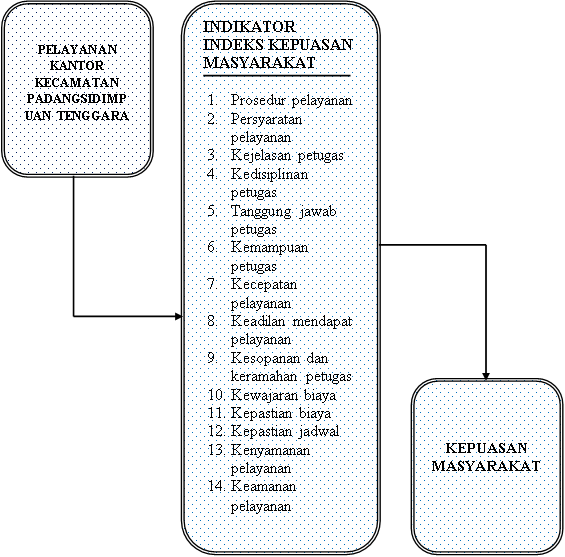 PELAYANAN
KANTOR
KECAMATAN
PADANGSIDIMP
UAN TENGGARA
INDIKATOR
INDEKS KEPUASAN
MASYARAKAT
1. Prosedur pelayanan
2. Persyaratan
pelayanan
3. Kejelasan petugas
4. Kedisiplinan
petugas
5. Tanggung jawab
petugas
6. Kemampuan
petugas
7. Kecepatan
pelayanan
8. Keadilan mendapat
pelayanan
9. Kesopanan dan
keramahan petugas
10. Kewajaran biaya
11. Kepastian biaya
12. Kepastian jadwal
13. Kenyamanan
pelayanan
14. Keamanan
pelayanan
KEPUASAN
MASYARAKAT